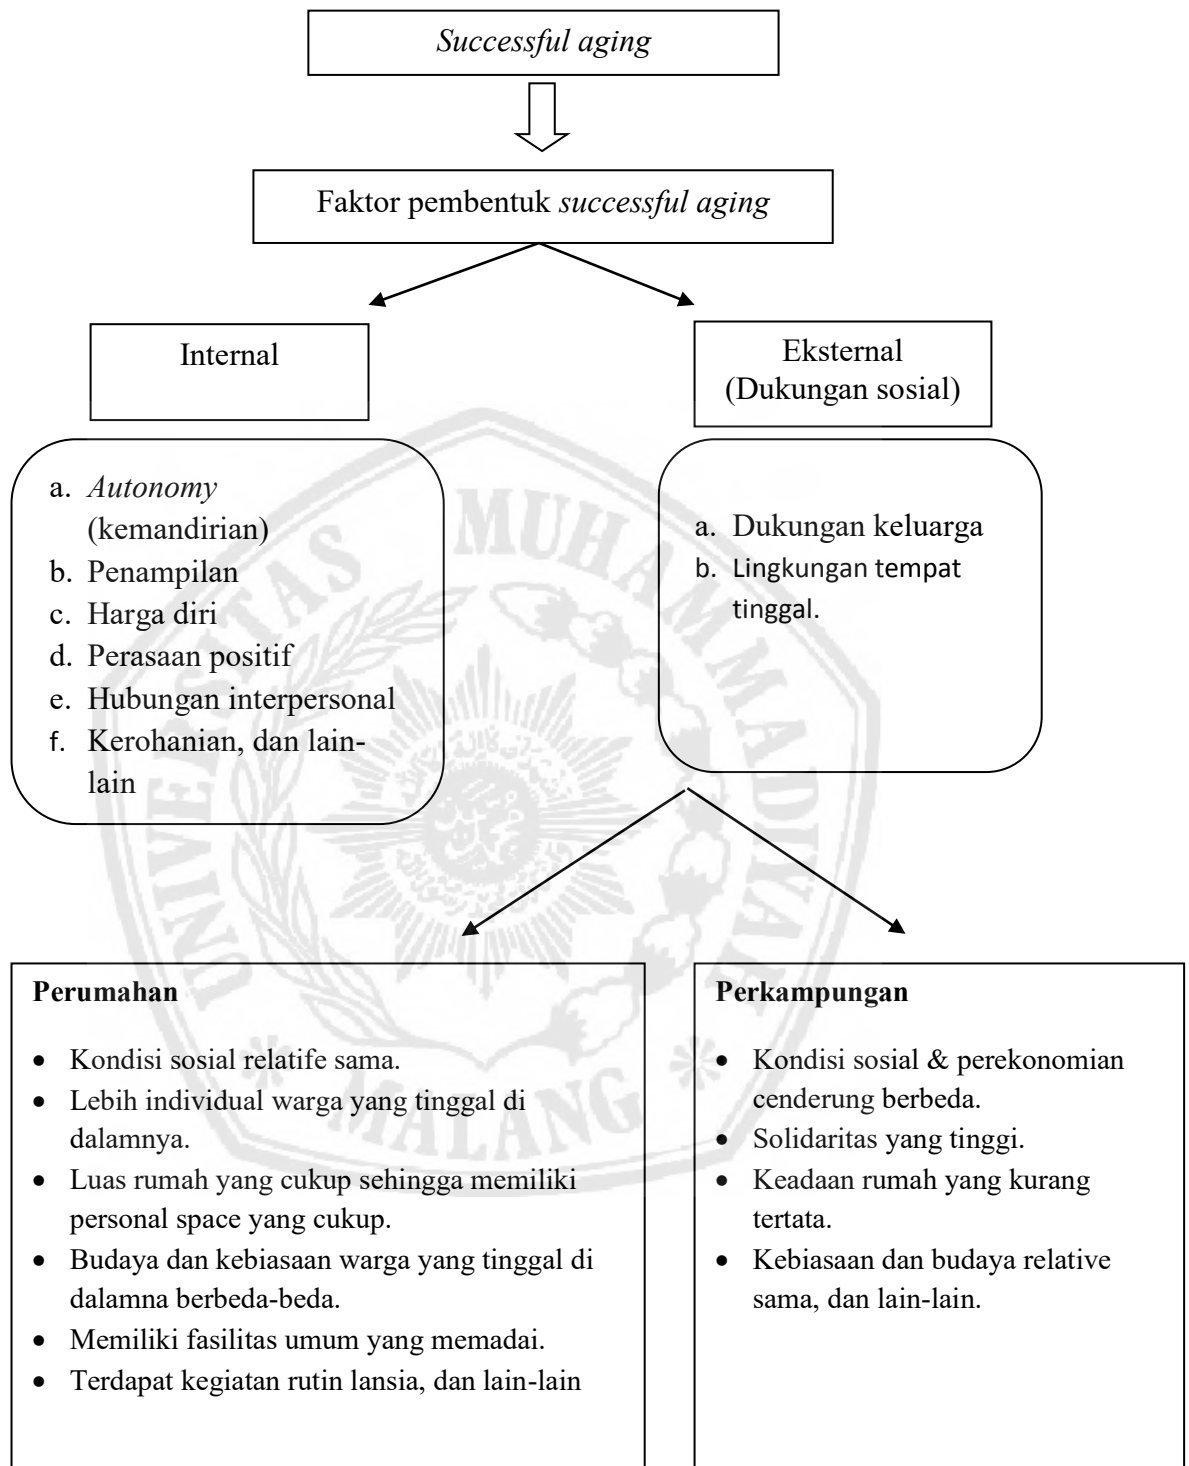 Successful aging
Faktor pembentuk successful aging
Internal
Eksternal
(Dukungan sosial)
a. Autonomy
(kemandirian)
b. Penampilan
c. Harga diri
d. Perasaan positif
e. Hubungan interpersonal
f. Kerohanian, dan lain-
lain
a. Dukungan keluarga
b. Lingkungan tempat
tinggal.
UNIVERSITAS MUHAMMADIYAH
MALANG
Perumahan
• Kondisi sosial relatife sama.
• Lebih individual warga yang tinggal di
dalamnya.
• Luas rumah yang cukup sehingga memiliki
personal space yang cukup.
• Budaya dan kebiasaan warga yang tinggal di
dalamna berbeda-beda.
• Memiliki fasilitas umum yang memadai.
• Terdapat kegiatan rutin lansia, dan lain-lain
Perkampungan
• Kondisi sosial & perekonomian
cenderung berbeda.
• Solidaritas yang tinggi.
• Keadaan rumah yang kurang
tertata.
• Kebiasaan dan budaya relative
sama, dan lain-lain.